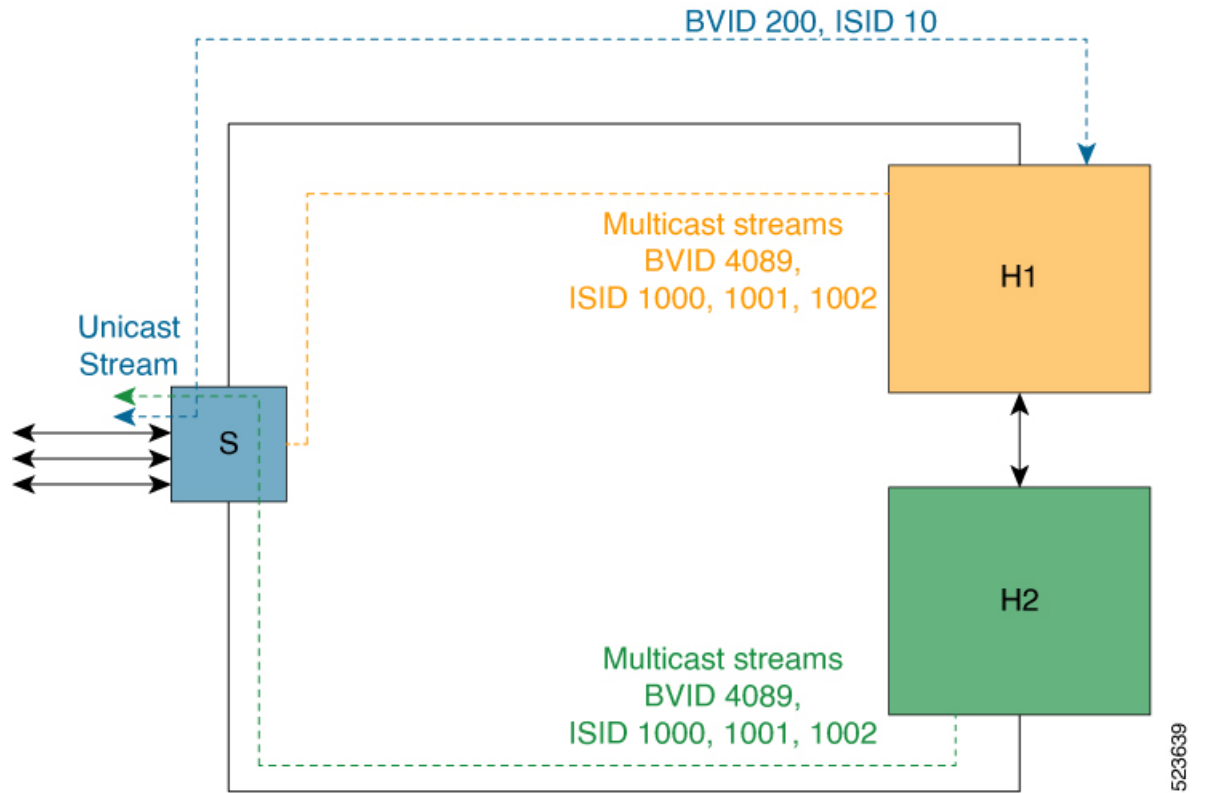 BVID 200, ISID 10
Multicast streams
BVID 4089,
ISID 1000, 1001, 1002
H1
Unicast
Stream
S
H2
Multicast streams
BVID 4089,
ISID 1000, 1001, 1002
523639